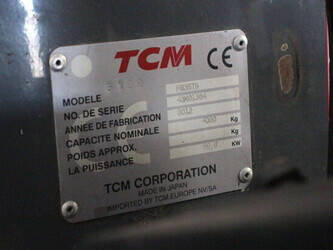 TCM CE
MODELE
NO. DE SERIE
ANNEE DE FABRICATION
CAPACITE NOMINALE Kg
POIDS APPROX. Kg
LA PUISSANCE KW
TCM CORPORATION
MADE IN JAPAN
IMPORTED BY TCM EUROPE NV/SA